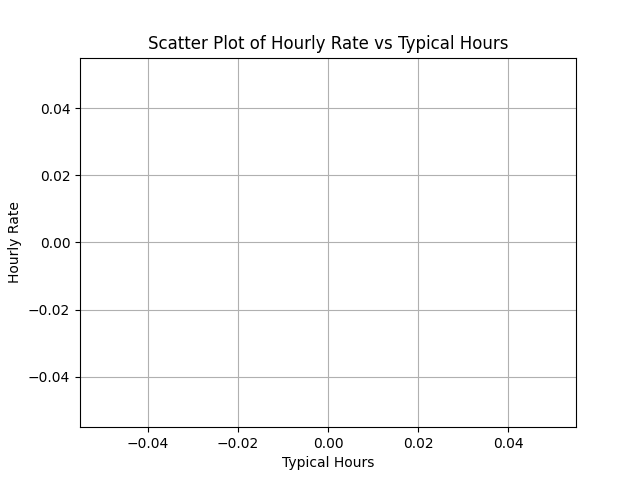 Scatter Plot of Hourly Rate vs Typical Hours
0.04
0.02
0.00
−0.02
−0.04
Hourly Rate
−0.04 −0.02 0.00 0.02 0.04
Typical Hours